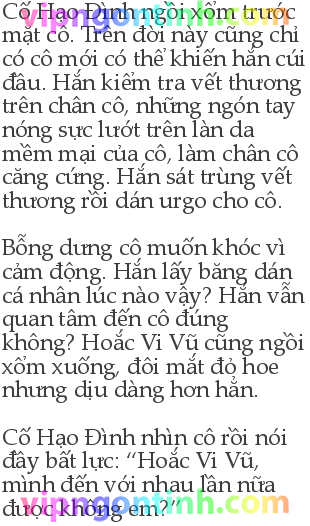 Cố Hạo Đình ngồi xổm trước
mặt cô. Trên đời này cũng chỉ
có cô mới có thể khiến hắn cúi
đầu. Hắn kiểm tra vết thương
trên chân cô, những ngón tay
nóng sực lướt trên làn da
mềm mại của cô, làm chân cô
căng cứng. Hắn sát trùng vết
thương rồi dán urgo cho cô.
Bỗng dưng cô muốn khóc vì
cảm động. Hắn lấy băng dán
cá nhân lúc nào vậy? Hắn vẫn
quan tâm đến cô đúng
không? Hoắc Vi Vũ cũng ngồi
xổm xuống, đôi mắt đỏ hoe
nhưng dịu dàng hơn hẳn.
Cố Hạo Đình nhìn cô rồi nói
đầy bất lực: “Hoắc Vi Vũ,
mình đến với nhau lần nữa
được không em?”
vipngontinh.com
vipngontinh
vipngontinh